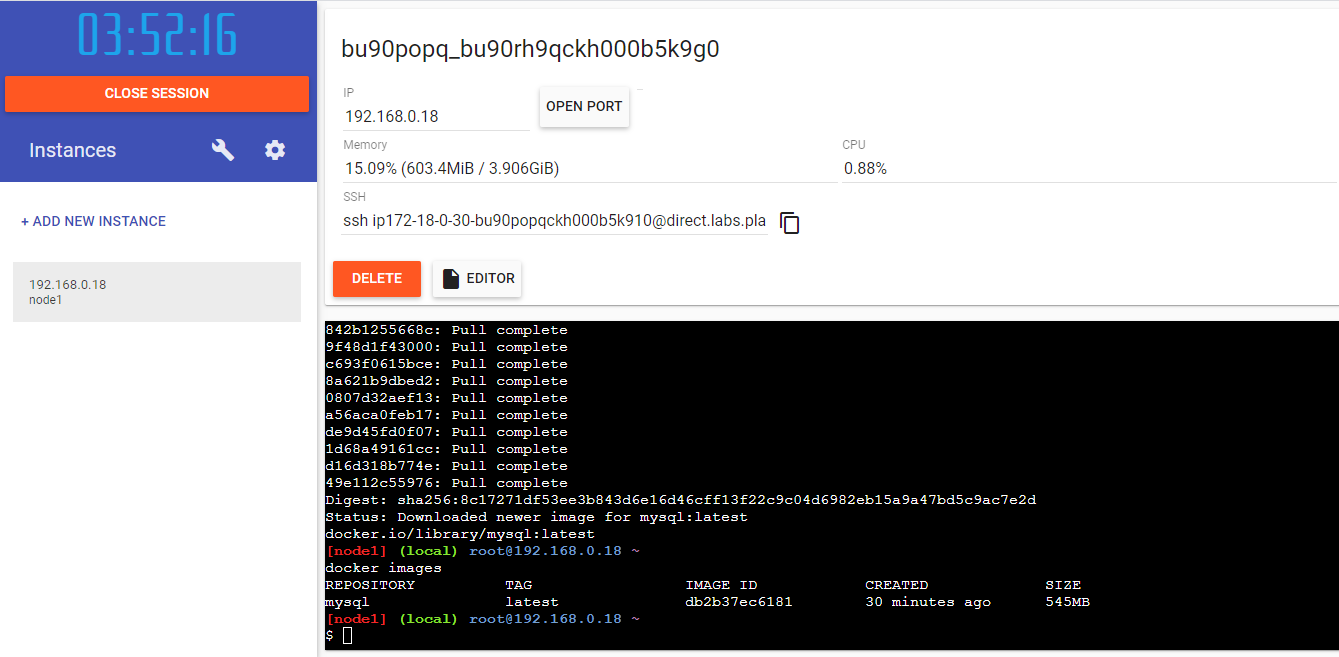 03:52:16
CLOSE SESSION
Instances
+ ADD NEW INSTANCE
192.168.0.18
node1
bu90popq_bu90rh9qckh000b5k9g0
IP
192.168.0.18
OPEN PORT
Memory
15.09% (603.4MiB / 3.906GiB)
CPU
0.88%
SSH
ssh ip172-18-0-30-bu90popqckh000b5k910@direct.labs.pla
DELETE
EDITOR
842b1255668c: Pull complete
9f48d1f43000: Pull complete
c693f0615bce: Pull complete
8a621b9dbed2: Pull complete
0807d32aef13: Pull complete
a56aca0feb17: Pull complete
de9d45fd0f07: Pull complete
1d68a49161cc: Pull complete
d16d318b774e: Pull complete
49e112c55976: Pull complete
Digest: sha256:8c17271df53ee3b843d6e16d46cff13f22c9c04d6982eb15a9a47bd5c9ac7e2d
Status: Downloaded newer image for mysql:latest
docker.io/library/mysql:latest
[node1] (local) root@192.168.0.18 ~
docker images
REPOSITORY TAG IMAGE ID CREATED SIZE
mysql latest db2b37ec6181 30 minutes ago 545MB
[node1] (local) root@192.168.0.18 ~
$